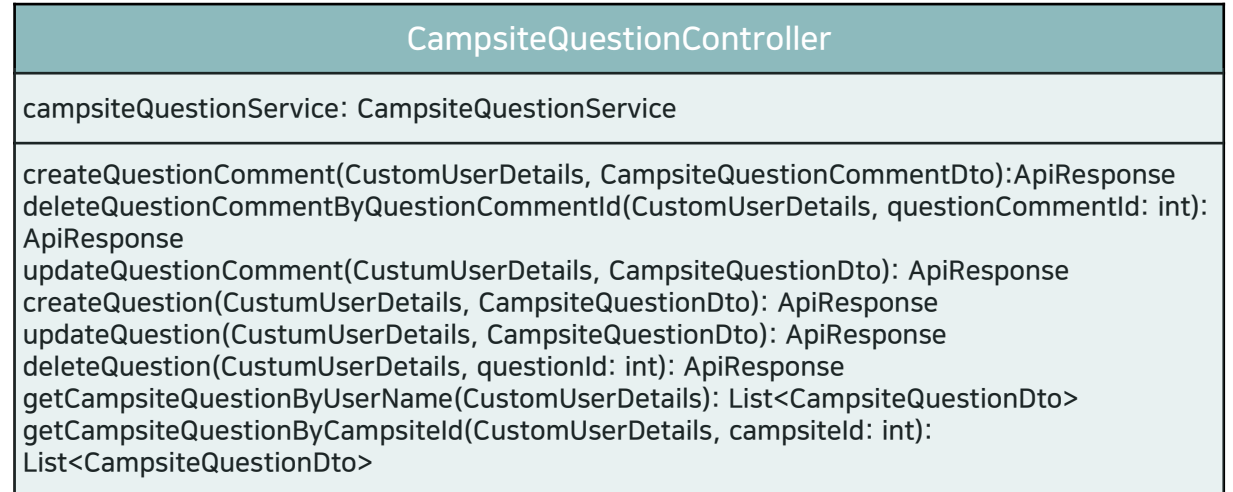 CampsiteQuestionController
campsiteQuestionService: CampsiteQuestionService
createQuestionComment(CustomUserDetails, CampsiteQuestionCommentDto):ApiResponse
deleteQuestionCommentByQuestionCommentId(CustomUserDetails, questionCommentId: int):
ApiResponse
updateQuestionComment(CustumUserDetails, CampsiteQuestionDto): ApiResponse
createQuestion(CustumUserDetails, CampsiteQuestionDto): ApiResponse
updateQuestion(CustumUserDetails, CampsiteQuestionDto): ApiResponse
deleteQuestion(CustumUserDetails, questionId: int): ApiResponse
getCampsiteQuestionByUserName(CustomUserDetails): List<CampsiteQuestionDto>
getCampsiteQuestionByCampsiteId(CustomUserDetails, campsiteId: int):
List<CampsiteQuestionDto>